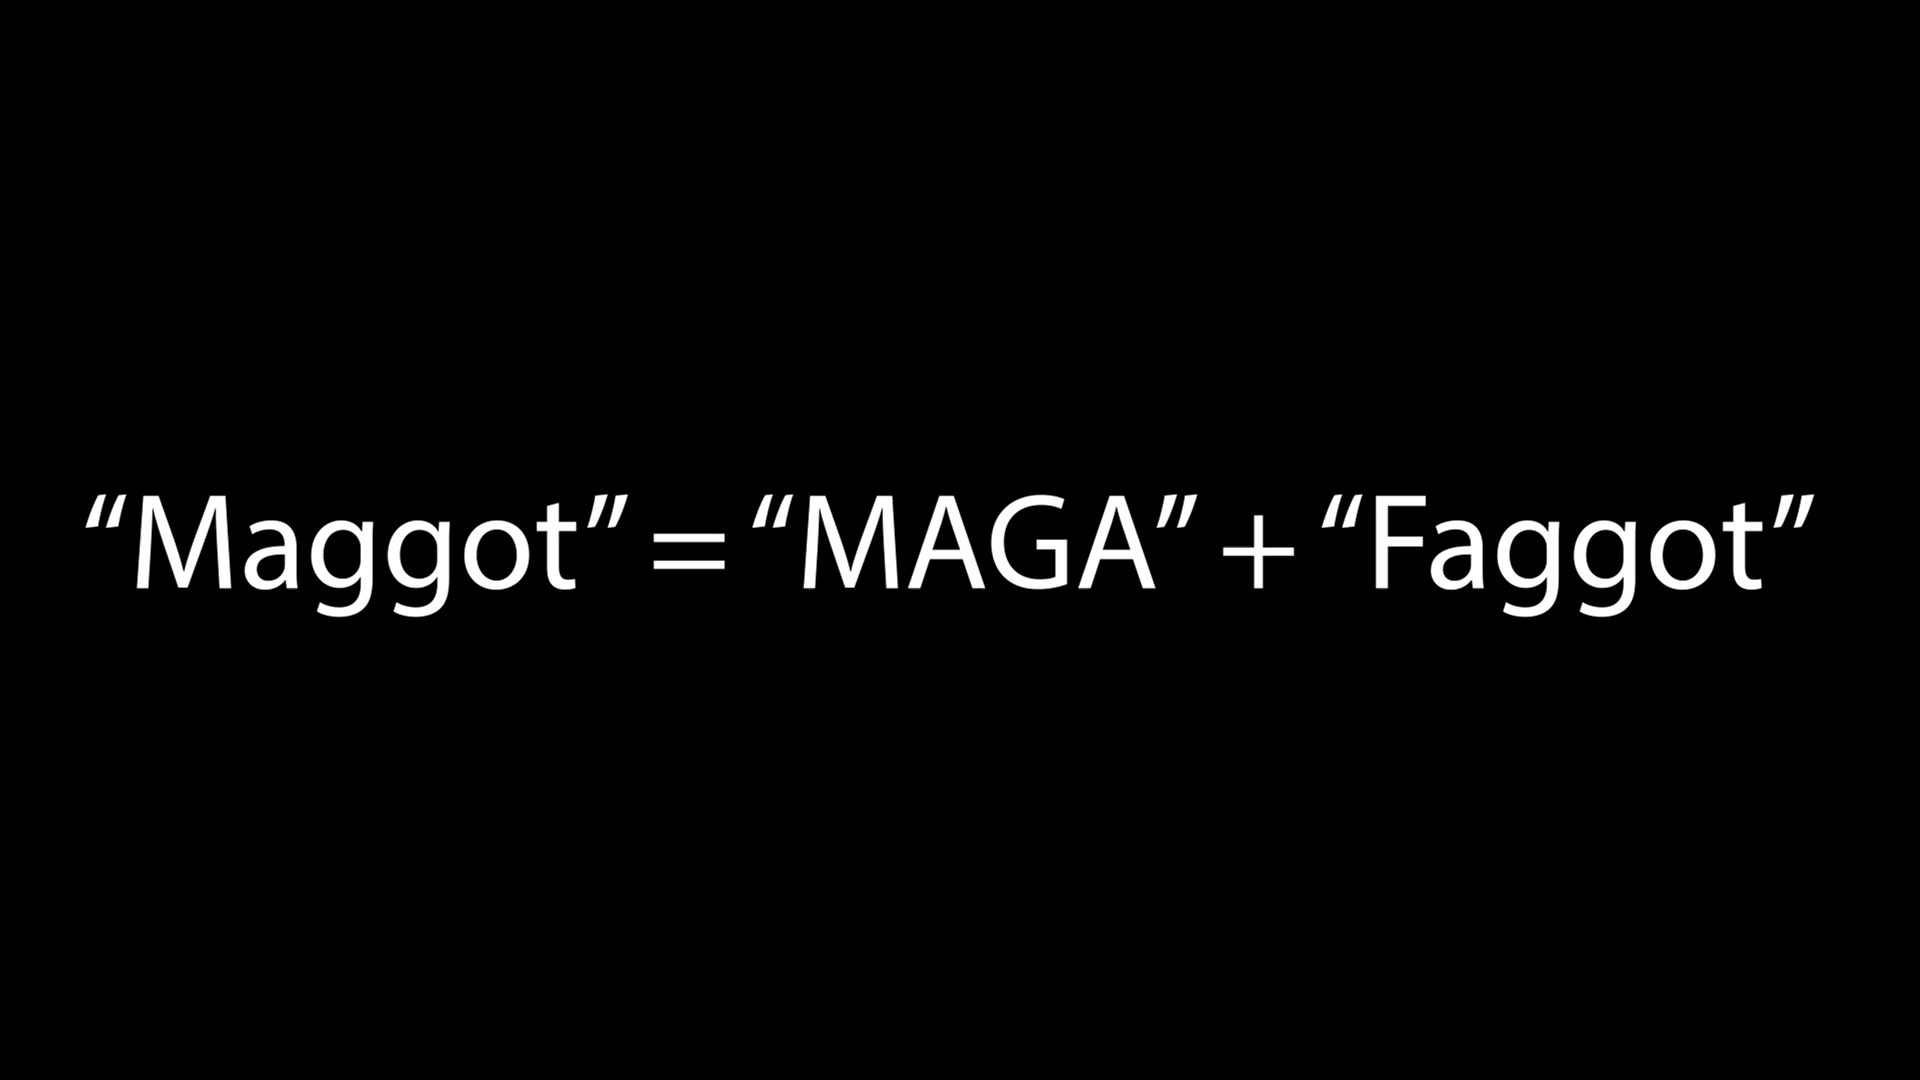 “Maggot” = “MAGA” + “Faggot”